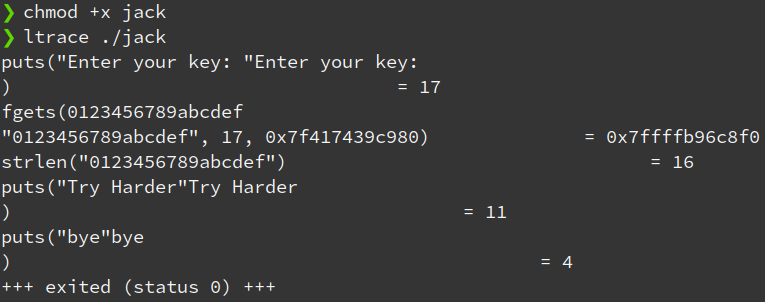 ❯ chmod +x jack
❯ ltrace ./jack
puts("Enter your key: "Enter your key:
) = 17
fgets(0123456789abcdef
"0123456789abcdef", 17, 0x7f417439c980) = 0x7ffffb96c8f0
strlen("0123456789abcdef") = 16
puts("Try Harder"Try Harder
) = 11
puts("bye"bye
) = 4
+++ exited (status 0) +++